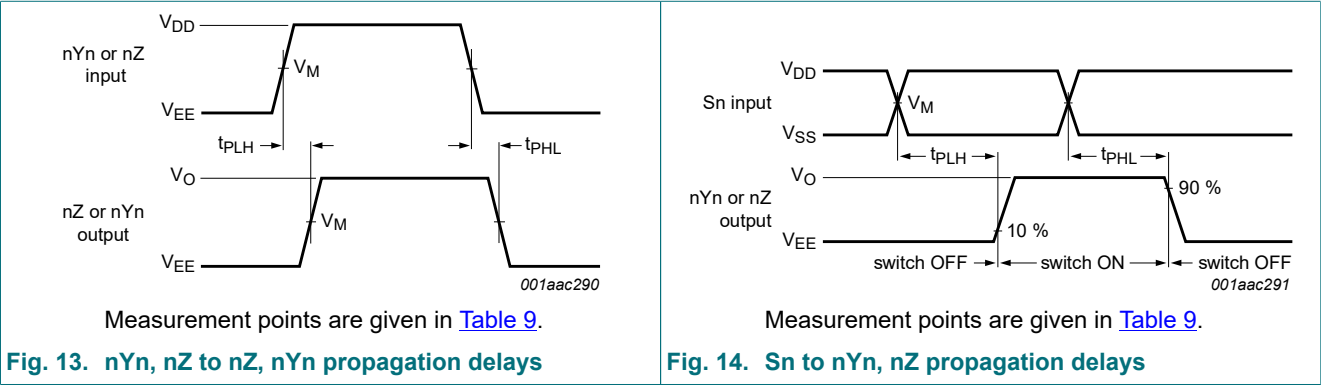 VDD
nYn or nZ
input
VM
VEE
tPLH
tPHL
VO
nZ or nYn
output
VM
VEE
001aac290
Measurement points are given in Table 9.
Fig. 13. nYn, nZ to nZ, nYn propagation delays
VDD
Sn input
VM
VSS
tPLH
tPHL
VO
nYn or nZ
output
90 %
10 %
VEE
switch OFF
switch ON
switch OFF
001aac291
Measurement points are given in Table 9.
Fig. 14. Sn to nYn, nZ propagation delays